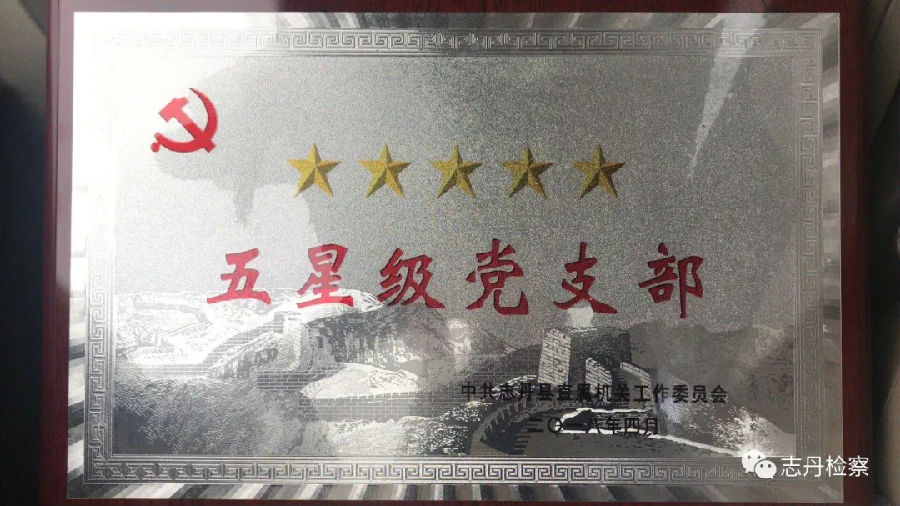 五星级党支部
中共志丹县直属机关工作委员会
二〇一八年四月
志丹检察